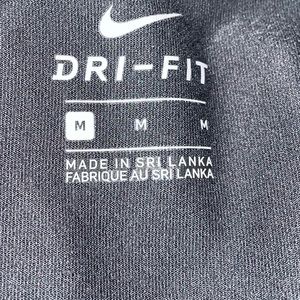 DRI-FIT
M M M
MADE IN SRI LANKA
FABRIQUE AU SRI LANKA